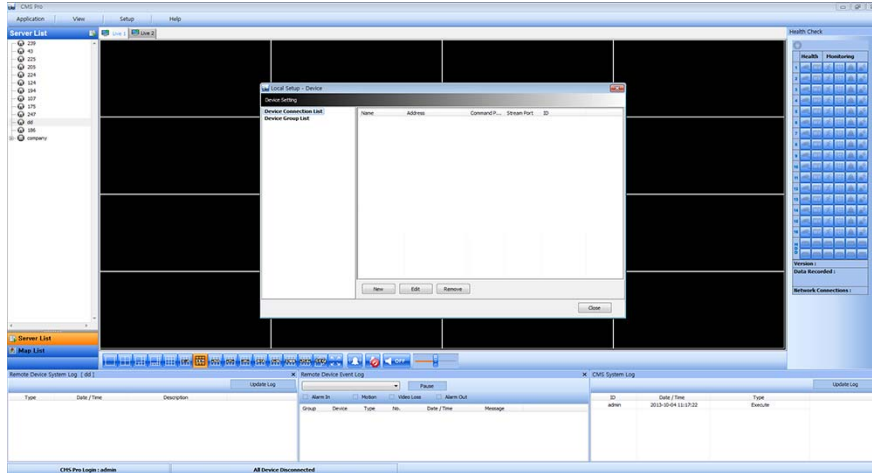 CMS Pro
Application View Setup Help
Server List
Live 1 Live 2
Health Check
239
43
225
205
224
124
194
107
175
247
dd
186
company
Local Setup - Device
Device Setting
Device Connection List
Device Group List
Name Address Command P... Stream Port ID
New Edit Remove
Close
Health Monitoring
Version :
Data Recorded :
Network Connections :
Server List
Map List
OFF
Remote Device System Log [ dd ]
Update Log
Type Date / Time Description
Remote Device Event Log
Pause
Alarm In Motion Video Loss Alarm Out
Group Device Type No. Date / Time Message
CMS System Log
Update Log
ID Date / Time Type
admin 2013-10-04 11:17:22 Execute
CMS Pro Login : admin
All Device Disconnected